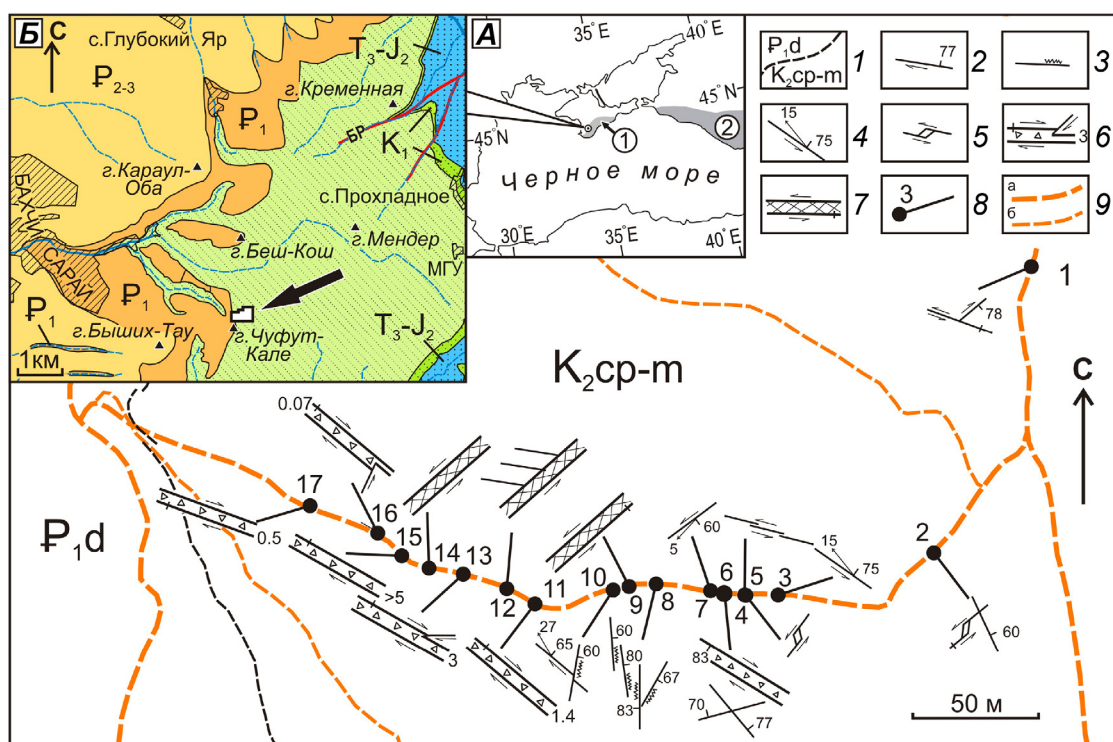 Б
С
с.Глубокий Яр
₽₂₋₃
₽₁
г.Кременная
T₃-J₂
БР
K₁
г.Караул-
Оба
с.Прохладное
г.Мендер
МГУ
БАХЧИ-
САРАЙ
г.Беш-Кош
₽₁
₽₁
г.Быших-Тау
г.Чуфут-
Кале
T₃-J₂
1км
А
35°E
40°E
45°N
45°N
1
2
Черное море
30°E
35°E
40°E
₽₁d
K₂cp-m
1
77
2
3
15
75
4
5
3
6
7
3
8
а
б
9
K₂cp-m
₽₁d
С
1
78
2
60
3
15
75
4
5
6
7
60
5
8
9
10
11
12
13
14
15
16
17
0.07
0.5
>5
3
1.4
27
65
60
60
80
83
67
83
70
77
50 м